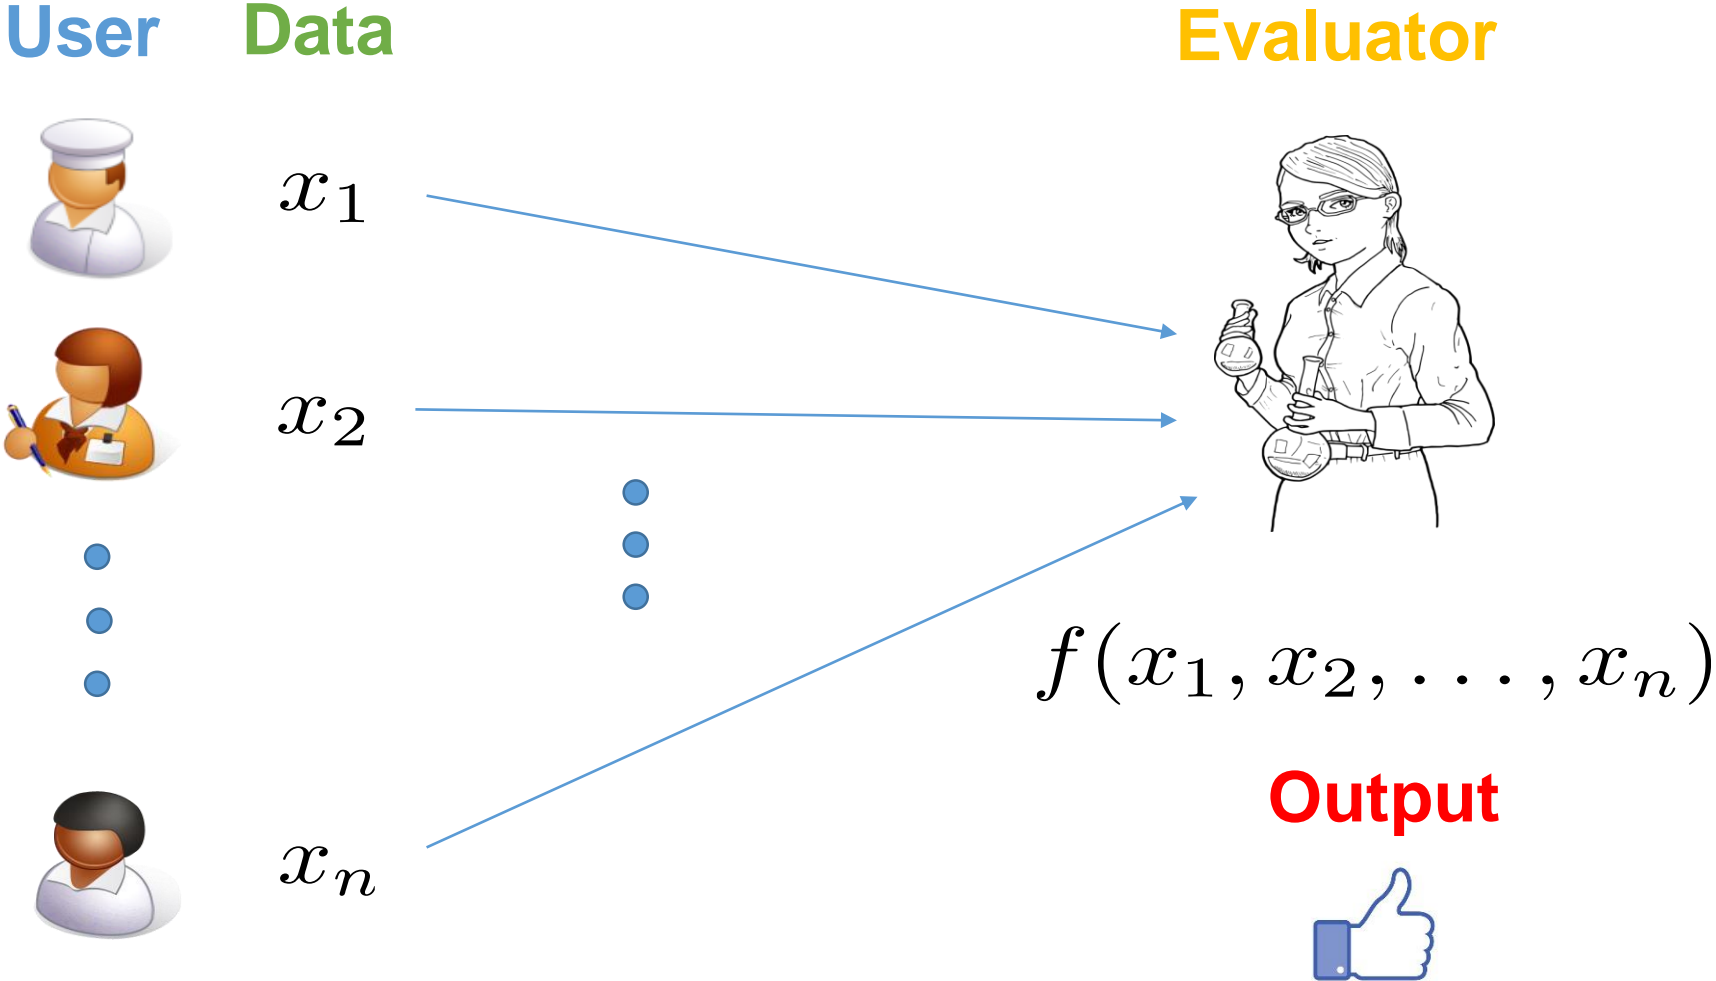 User Data Evaluator
x₁
x₂
xₙ
f(x₁, x₂, . . . , xₙ)
Output